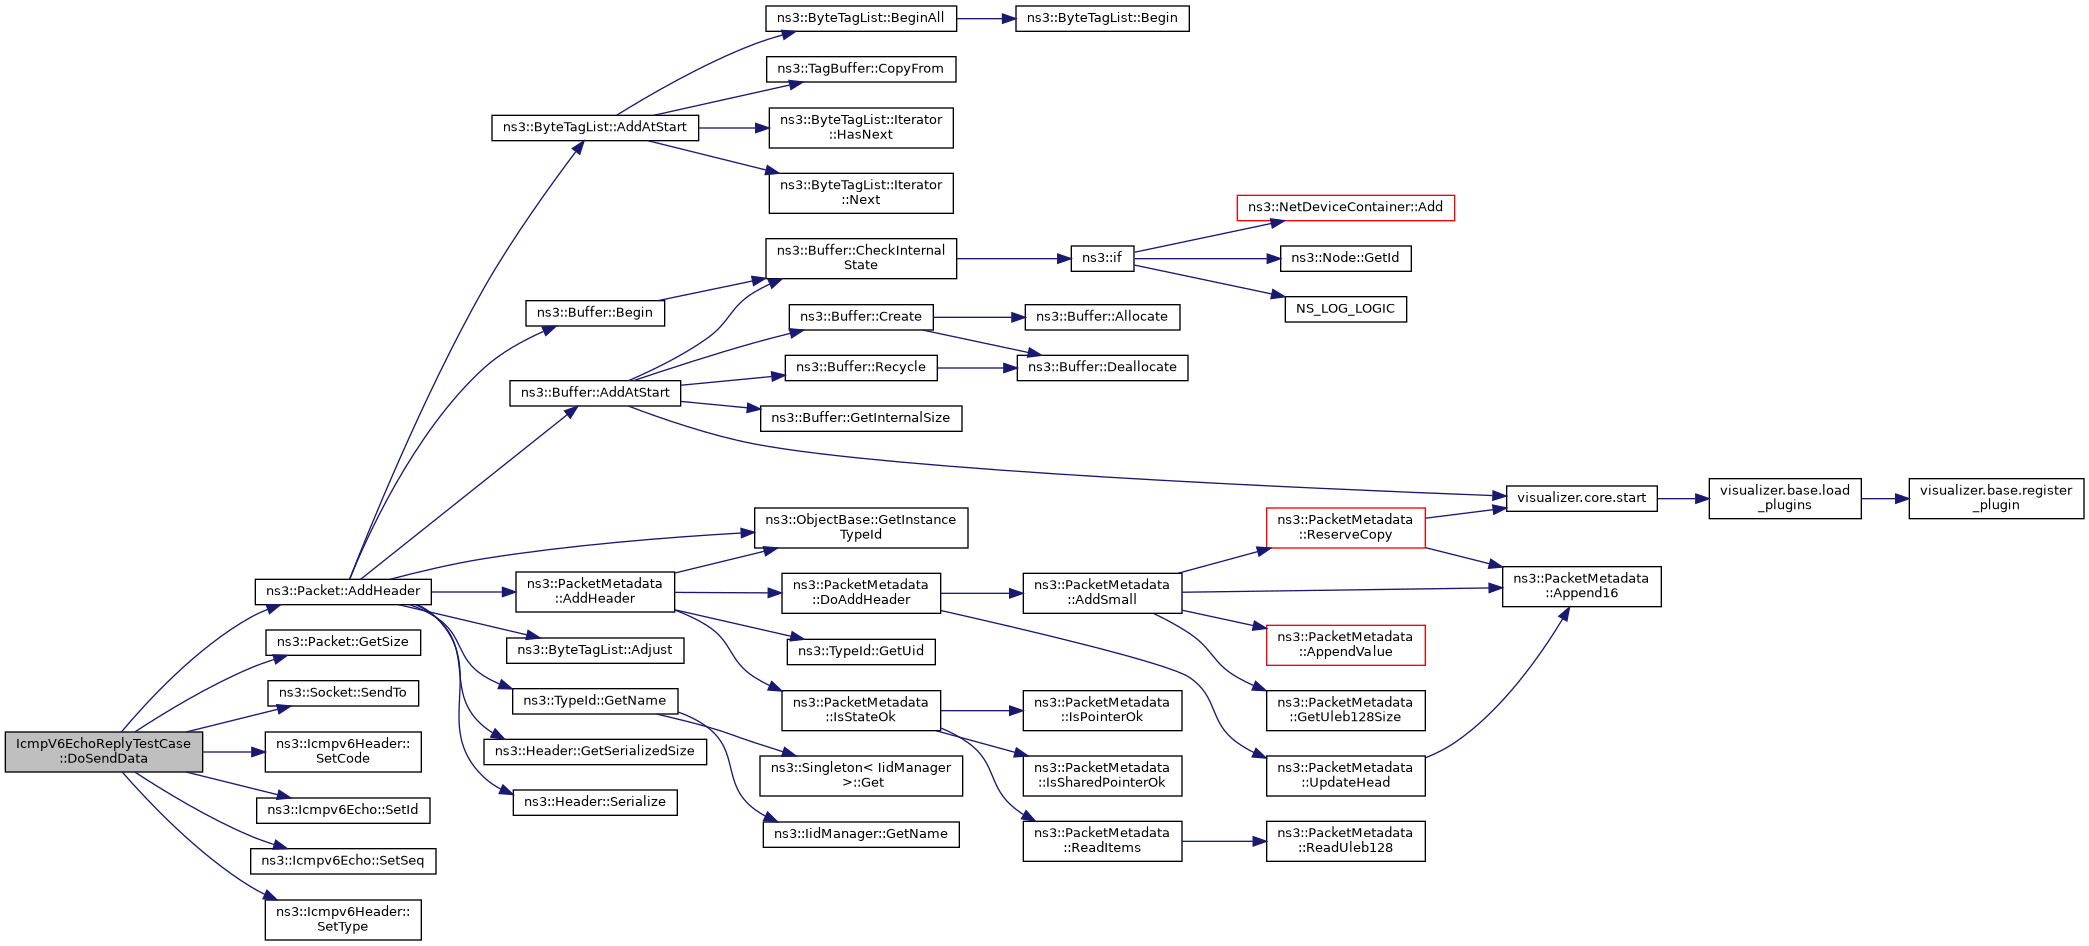 ns3::ByteTagList::BeginAll
ns3::ByteTagList::Begin
ns3::TagBuffer::CopyFrom
ns3::ByteTagList::AddAtStart
ns3::ByteTagList::Iterator
::HasNext
ns3::ByteTagList::Iterator
::Next
ns3::NetDeviceContainer::Add
ns3::Buffer::CheckInternal
State
ns3::if
ns3::Node::GetId
NS_LOG_LOGIC
ns3::Buffer::Begin
ns3::Buffer::Create
ns3::Buffer::Allocate
ns3::Buffer::Recycle
ns3::Buffer::Deallocate
ns3::Buffer::AddAtStart
ns3::Buffer::GetInternalSize
visualizer.core.start
visualizer.base.load
_plugins
visualizer.base.register
_plugin
ns3::ObjectBase::GetInstance
TypeId
ns3::PacketMetadata
::ReserveCopy
ns3::Packet::AddHeader
ns3::PacketMetadata
::AddHeader
ns3::PacketMetadata
::DoAddHeader
ns3::PacketMetadata
::AddSmall
ns3::PacketMetadata
::Append16
ns3::Packet::GetSize
ns3::ByteTagList::Adjust
ns3::TypeId::GetUid
ns3::PacketMetadata
::AppendValue
ns3::Socket::SendTo
ns3::TypeId::GetName
ns3::PacketMetadata
::IsStateOk
ns3::PacketMetadata
::IsPointerOk
ns3::PacketMetadata
::GetUleb128Size
IcmpV6EchoReplyTestCase
::DoSendData
ns3::Icmpv6Header::
SetCode
ns3::Header::GetSerializedSize
ns3::Singleton< IidManager
>::Get
ns3::PacketMetadata
::IsSharedPointerOk
ns3::PacketMetadata
::UpdateHead
ns3::Icmpv6Echo::SetId
ns3::Header::Serialize
ns3::IidManager::GetName
ns3::PacketMetadata
::ReadItems
ns3::PacketMetadata
::ReadUleb128
ns3::Icmpv6Echo::SetSeq
ns3::Icmpv6Header::
SetType